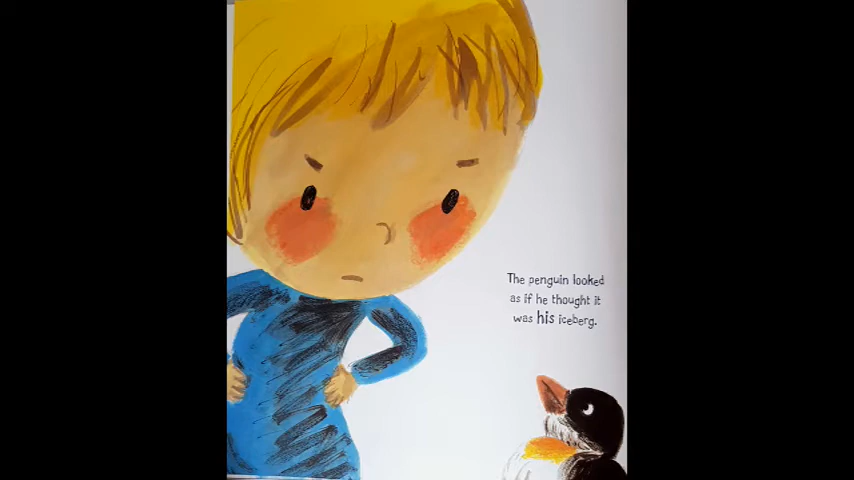 The penguin looked
as if he thought it
was his iceberg.